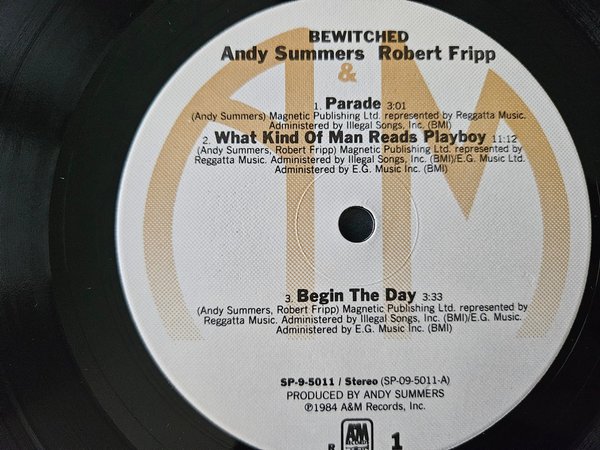 BEWITCHED
Andy Summers Robert Fripp
&
1. Parade 3:01
(Andy Summers) Magnetic Publishing Ltd. represented by Reggatta Music.
Administered by Illegal Songs, Inc. (BMI)
2. What Kind Of Man Reads Playboy 11:12
(Andy Summers, Robert Fripp) Magnetic Publishing Ltd. represented by
Reggatta Music. Administered by Illegal Songs, Inc. (BMI)/E.G. Music Ltd.
Administered by E.G. Music Inc. (BMI)
3. Begin The Day 3:33
(Andy Summers, Robert Fripp) Magnetic Publishing Ltd. represented by
Reggatta Music. Administered by Illegal Songs, Inc. (BMI)/E.G. Music.
Administered by E.G. Music Inc. (BMI)
SP-9-5011 / Stereo (SP-09-5011-A)
PRODUCED BY ANDY SUMMERS
℗1984 A&M Records, Inc.
R A&M RECORDS 1